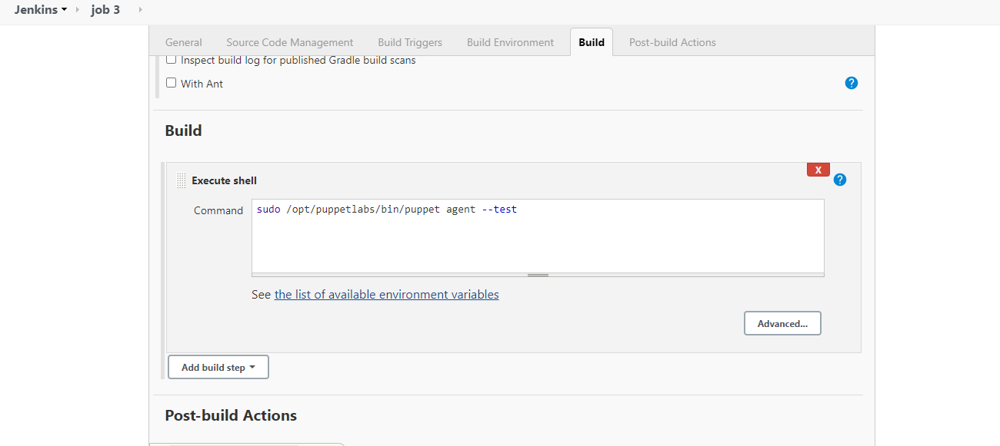 Jenkins job 3
General Source Code Management Build Triggers Build Environment Build Post-build Actions
Inspect build log for published Gradle build scans
With Ant
?
Build
X
Execute shell
?
Command sudo /opt/puppetlabs/bin/puppet agent --test
See the list of available environment variables
Advanced...
Add build step
Post-build Actions